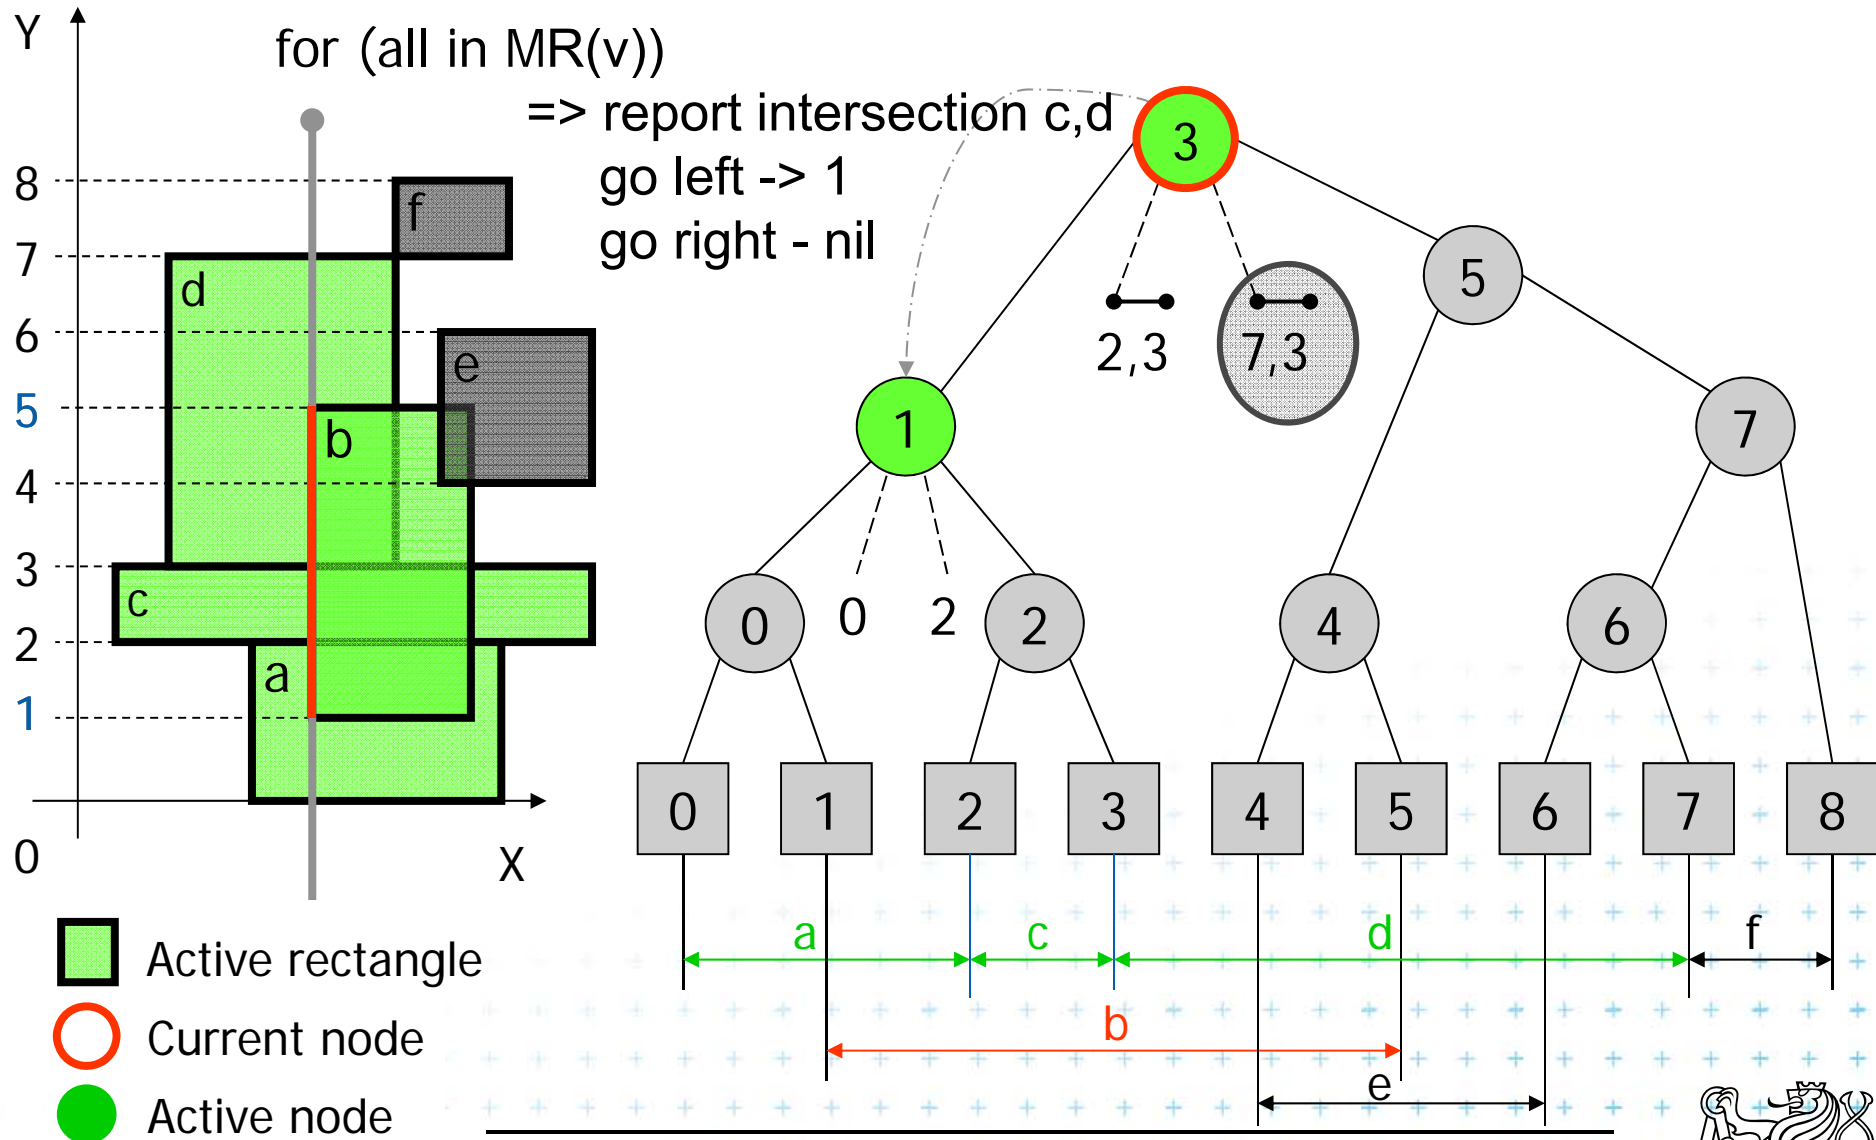 Y
for (all in MR(v))
=> report intersection c,d
go left -> 1
go right - nil
8
7
6
5
4
3
2
1
0
X
f
d
e
b
c
a
3
5
1
7
2,3
7,3
0
0
2
2
4
6
0
1
2
3
4
5
6
7
8
a
c
d
f
b
e
Active rectangle
Current node
Active node